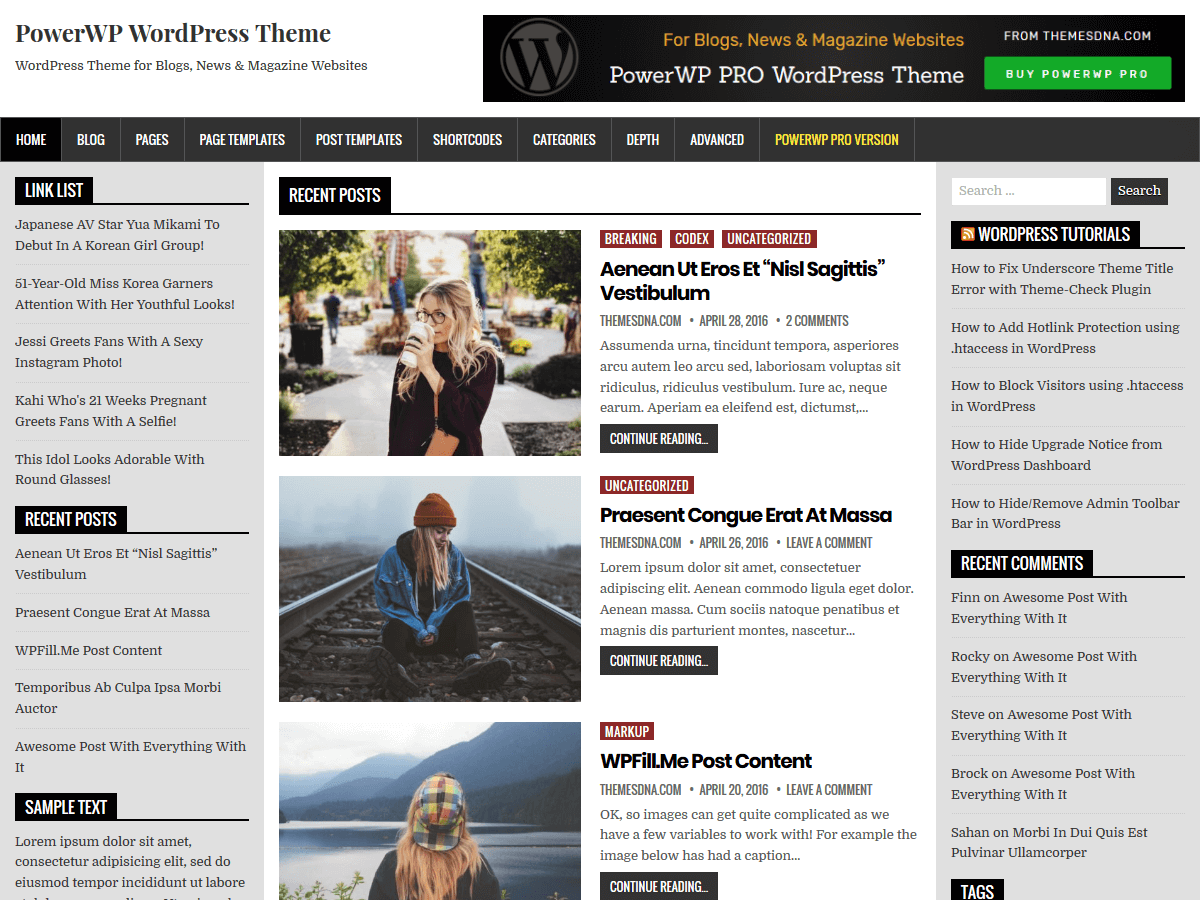 PowerWP WordPress Theme
WordPress Theme for Blogs, News & Magazine Websites
For Blogs, News & Magazine Websites
PowerWP PRO WordPress Theme
FROM THEMESDNA.COM
BUY POWERWP PRO
HOME
BLOG
PAGES
PAGE TEMPLATES
POST TEMPLATES
SHORTCODES
CATEGORIES
DEPTH
ADVANCED
POWERWP PRO VERSION
LINK LIST
Japanese AV Star Yua Mikami To
Debut In A Korean Girl Group!
51-Year-Old Miss Korea Garners
Attention With Her Youthful Looks!
Jessi Greets Fans With A Sexy
Instagram Photo!
Kahi Who's 21 Weeks Pregnant
Greets Fans With A Selfie!
This Idol Looks Adorable With
Round Glasses!
RECENT POSTS
Aenean Ut Eros Et “Nisl Sagittis”
Vestibulum
Praesent Congue Erat At Massa
WPFill.Me Post Content
Temporibus Ab Culpa Ipsa Morbi
Auctor
Awesome Post With Everything With
It
SAMPLE TEXT
Lorem ipsum dolor sit amet,
consectetur adipisicing elit, sed do
eiusmod tempor incididunt ut labore
RECENT POSTS
BREAKING CODEX UNCATEGORIZED
Aenean Ut Eros Et “Nisl Sagittis”
Vestibulum
THEMESDNA.COM • APRIL 28, 2016 • 2 COMMENTS
Assumenda urna, tincidunt tempora, asperiores
arcu autem leo arcu sed, laboriosam voluptas sit
ridiculus, ridiculus vestibulum. Iure ac, neque
earum. Aperiam ea eleifend est, dictumst,...
CONTINUE READING...
UNCATEGORIZED
Praesent Congue Erat At Massa
THEMESDNA.COM • APRIL 26, 2016 • LEAVE A COMMENT
Lorem ipsum dolor sit amet, consectetuer
adipiscing elit. Aenean commodo ligula eget dolor.
Aenean massa. Cum sociis natoque penatibus et
magnis dis parturient montes, nascetur...
CONTINUE READING...
MARKUP
WPFill.Me Post Content
THEMESDNA.COM • APRIL 20, 2016 • LEAVE A COMMENT
OK, so images can get quite complicated as we
have a few variables to work with! For example the
image below has had a caption...
CONTINUE READING...
Search ...
Search
WORDPRESS TUTORIALS
How to Fix Underscore Theme Title
Error with Theme-Check Plugin
How to Add Hotlink Protection using
.htaccess in WordPress
How to Block Visitors using .htaccess
in WordPress
How to Hide Upgrade Notice from
WordPress Dashboard
How to Hide/Remove Admin Toolbar
Bar in WordPress
RECENT COMMENTS
Finn on Awesome Post With
Everything With It
Rocky on Awesome Post With
Everything With It
Steve on Awesome Post With
Everything With It
Brock on Awesome Post With
Everything With It
Sahan on Morbi In Dui Quis Est
Pulvinar Ullamcorper
TAGS